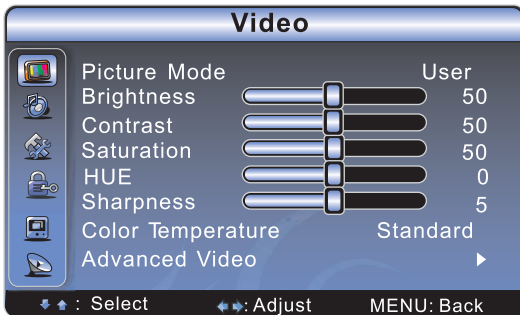 Video
Picture Mode User
Brightness 50
Contrast 50
Saturation 50
HUE 0
Sharpness 5
Color Temperature Standard
Advanced Video
: Select : Adjust MENU: Back